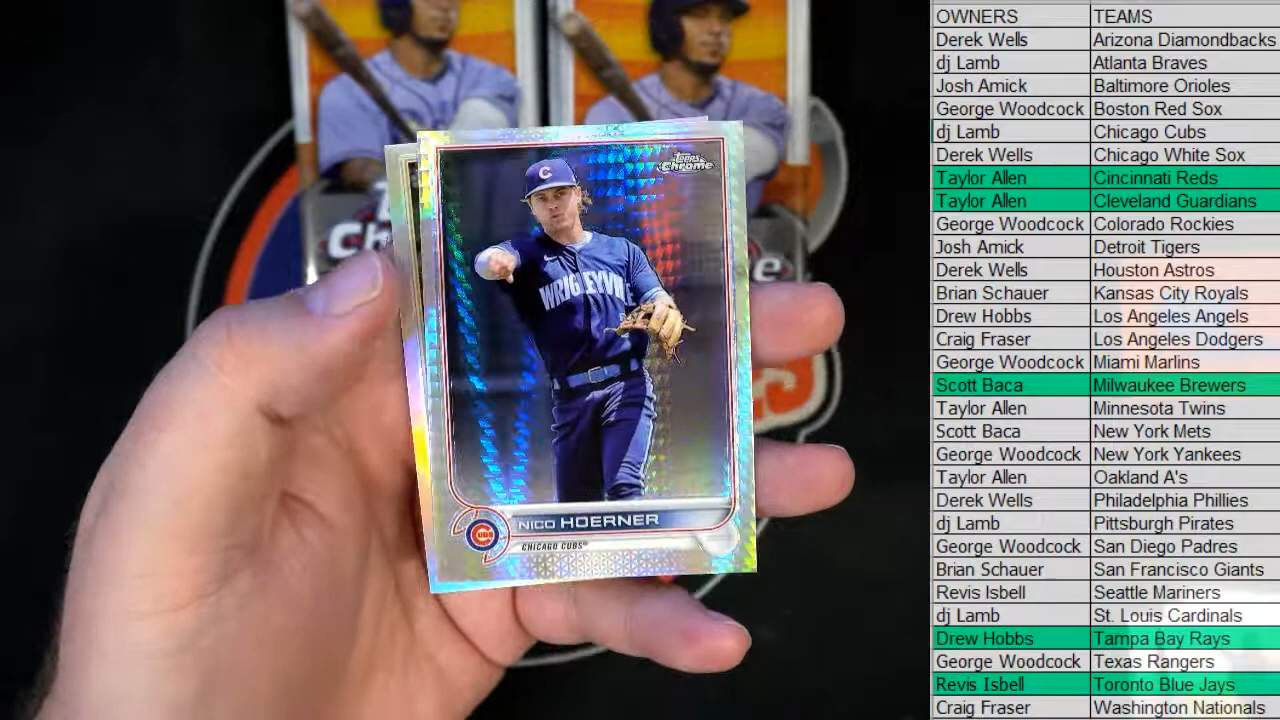 Topps
Chrome
C
WRIGLEYVILLE
NICO HOERNER
CUBS
CHICAGO CUBS®
OWNERS TEAMS
Derek Wells Arizona Diamondbacks
dj Lamb Atlanta Braves
Josh Amick Baltimore Orioles
George Woodcock Boston Red Sox
dj Lamb Chicago Cubs
Derek Wells Chicago White Sox
Taylor Allen Cincinnati Reds
Taylor Allen Cleveland Guardians
George Woodcock Colorado Rockies
Josh Amick Detroit Tigers
Derek Wells Houston Astros
Brian Schauer Kansas City Royals
Drew Hobbs Los Angeles Angels
Craig Fraser Los Angeles Dodgers
George Woodcock Miami Marlins
Scott Baca Milwaukee Brewers
Taylor Allen Minnesota Twins
Scott Baca New York Mets
George Woodcock New York Yankees
Taylor Allen Oakland A's
Derek Wells Philadelphia Phillies
dj Lamb Pittsburgh Pirates
George Woodcock San Diego Padres
Brian Schauer San Francisco Giants
Revis Isbell Seattle Mariners
dj Lamb St. Louis Cardinals
Drew Hobbs Tampa Bay Rays
George Woodcock Texas Rangers
Revis Isbell Toronto Blue Jays
Craig Fraser Washington Nationals